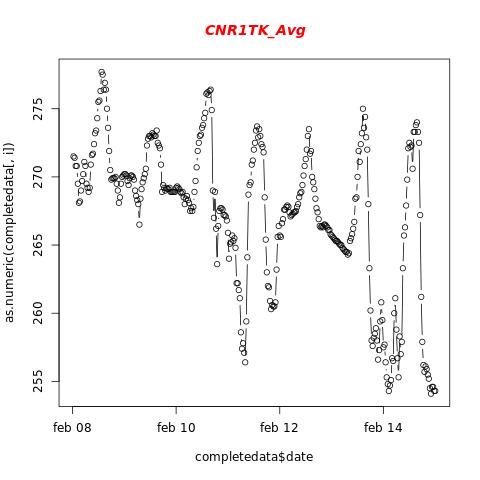 CNR1TK_Avg
as.numeric(completedata[, i])
275
270
265
260
255
feb 08
feb 10
feb 12
feb 14
completedata$date